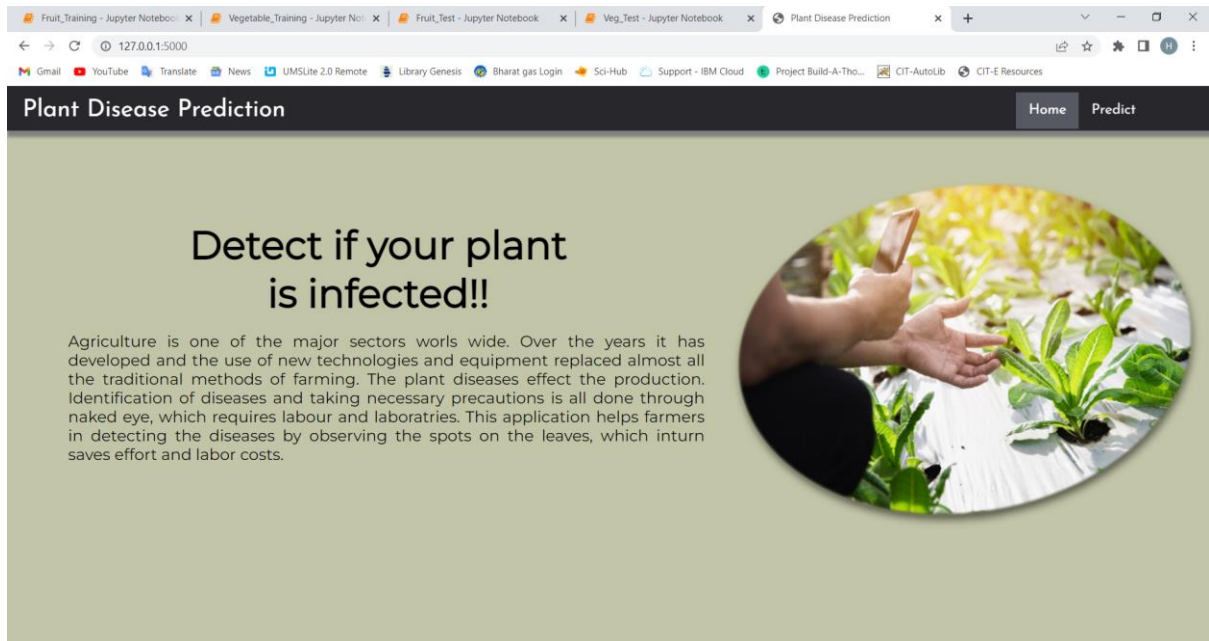 Fruit_Training - Jupyter Notebook Vegetable_Training - Jupyter Not Fruit_Test - Jupyter Notebook Veg_Test - Jupyter Notebook Plant Disease Prediction
127.0.0.1:5000
Gmail YouTube Translate News UMSLite 2.0 Remote Library Genesis Bharat gas Login Sci-Hub Support - IBM Cloud Project Build-A-Tho... CIT-AutoLib CIT-E Resources
Plant Disease Prediction Home Predict
Detect if your plant
is infected!!
Agriculture is one of the major sectors worls wide. Over the years it has
developed and the use of new technologies and equipment replaced almost all
the traditional methods of farming. The plant diseases effect the production.
Identification of diseases and taking necessary precautions is all done through
naked eye, which requires labour and laboratries. This application helps farmers
in detecting the diseases by observing the spots on the leaves, which inturn
saves effort and labor costs.